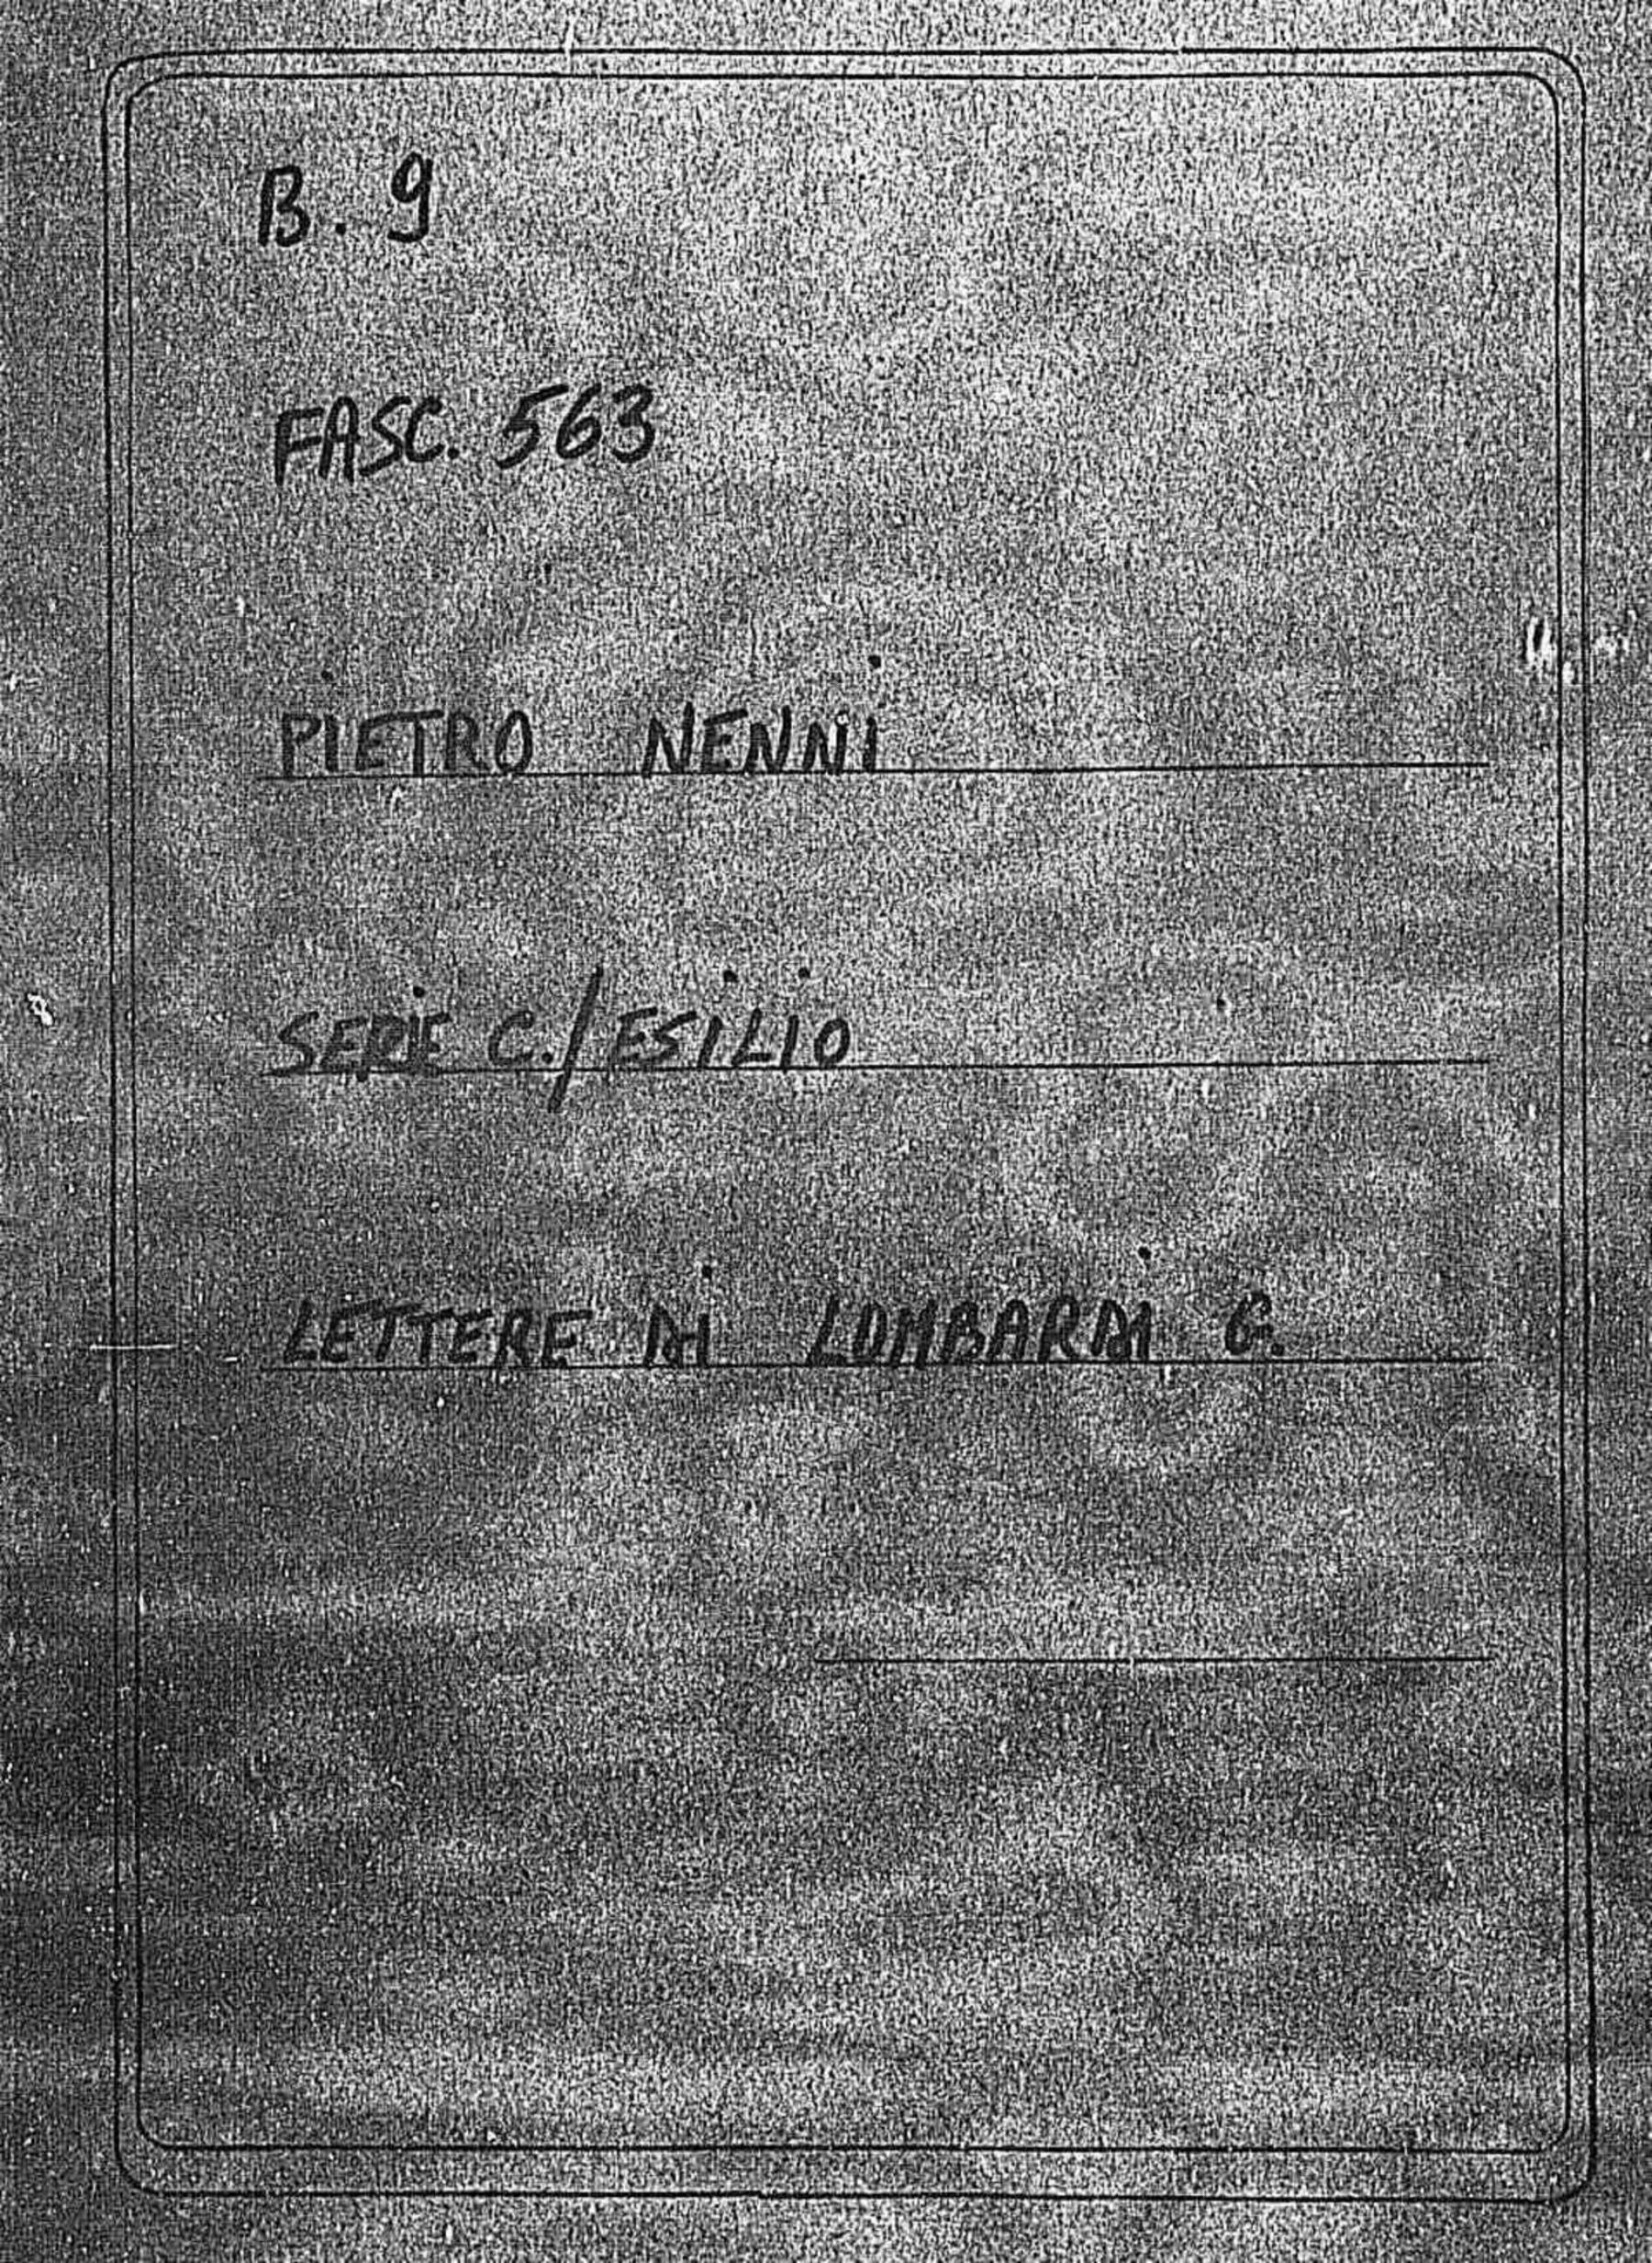 B. 9
FASC. 563
PIETRO NENNI
SERIE C./ESILIO
LETTERE DI LOMBARDI G.